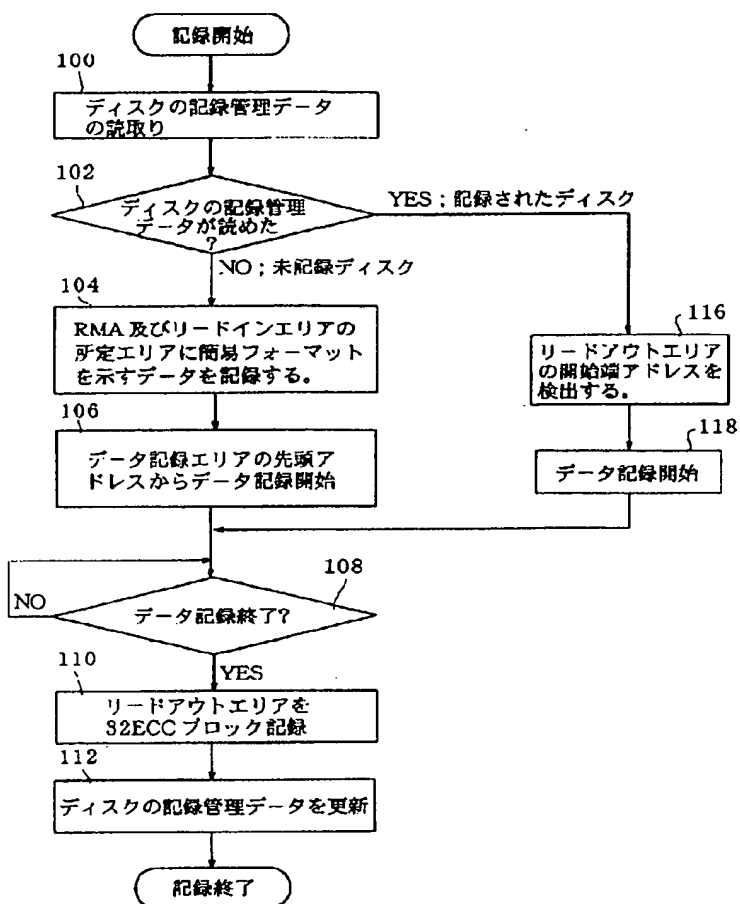 記録開始
100
ディスクの記録管理データ
の読取り
102
ディスクの記録管理
データが読めた
?
YES;記録されたディスク
NO;未記録ディスク
104
RMA及びリードインエリアの
所定エリアに簡易フォーマット
を示すデータを記録する。
116
リードアウトエリア
の開始端アドレスを
検出する。
106
データ記録エリアの先頭ア
ドレスからデータ記録開始
118
データ記録開始
108
データ記録終了?
NO
YES
110
リードアウトエリアを
32ECCブロック記録
112
ディスクの記録管理データを更新
記録終了